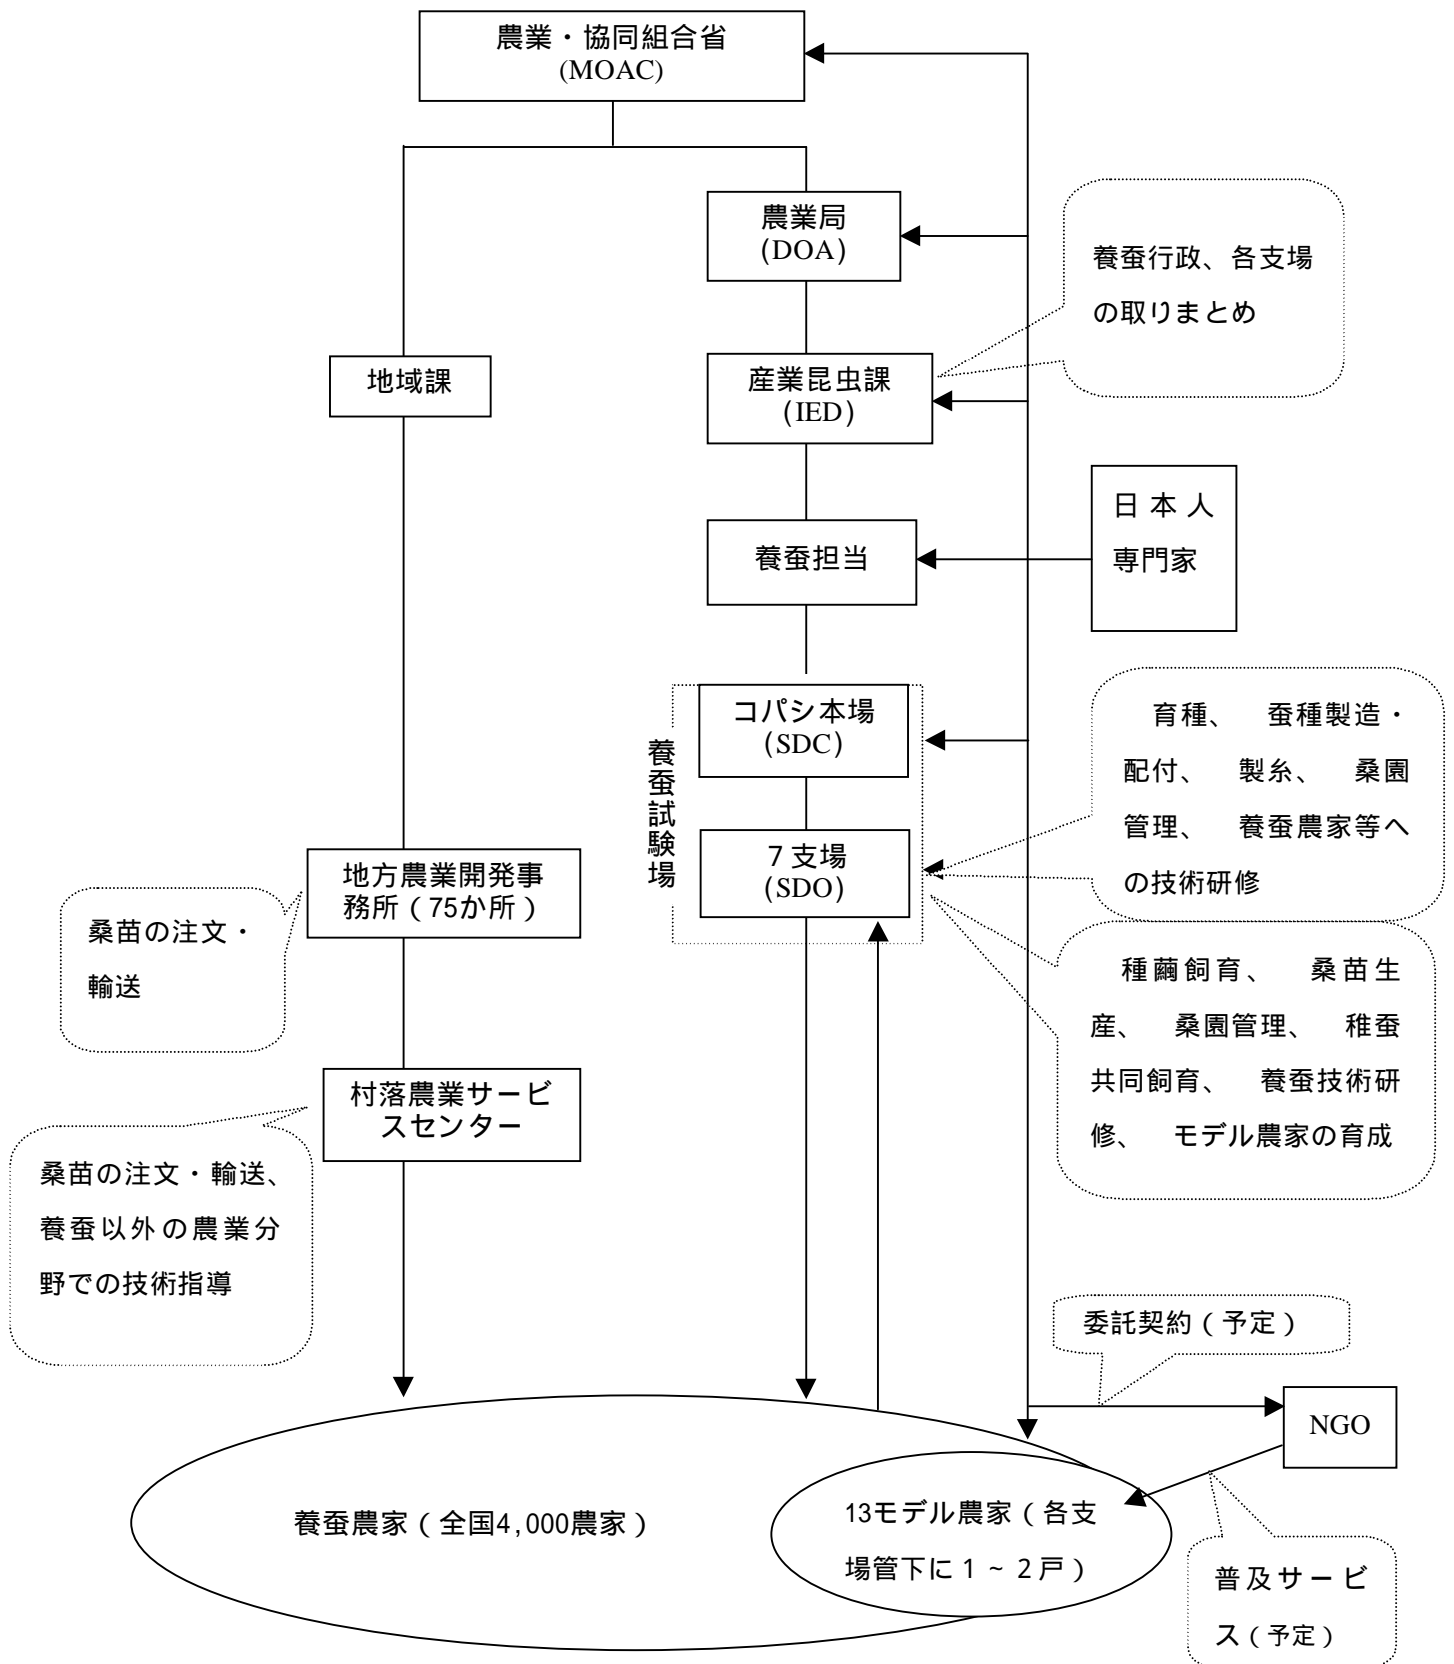 農業・協同組合省
(MOAC)
農業局
(DOA)
養蚕行政、各支場
の取りまとめ
地域課
産業昆虫課
(IED)
日本人
専門家
養蚕担当
養蚕試験場
コパシ本場
(SDC)
育種、　蚕種製造・
配付、　製糸、　桑園
管理、　養蚕農家等へ
の技術研修
7支場
(SDO)
地方農業開発事
務所(75か所)
桑苗の注文・
輸送
種繭飼育、　桑苗生
産、　桑園管理、　稚蚕
共同飼育、　養蚕技術研
修、　モデル農家の育成
村落農業サービ
スセンター
桑苗の注文・輸送、
養蚕以外の農業分
野での技術指導
委託契約(予定)
NGO
養蚕農家(全国4,000農家)
13モデル農家(各支
場管下に1~2戸)
普及サービ
ス(予定)